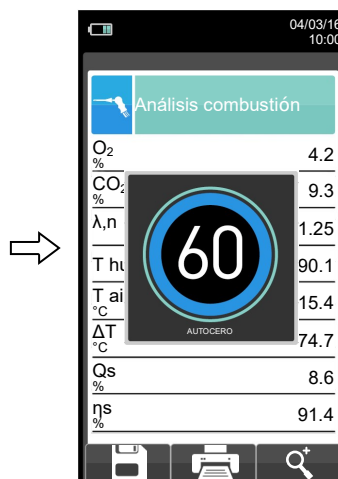 04/03/16
10:00
Análisis combustión
O₂
%
4.2
CO₂
%
9.3
λ,n
1.25
T hu
90.1
T ai
°C
15.4
ΔT
°C
74.7
Qs
%
8.6
ηs
%
91.4
60
AUTOCERO